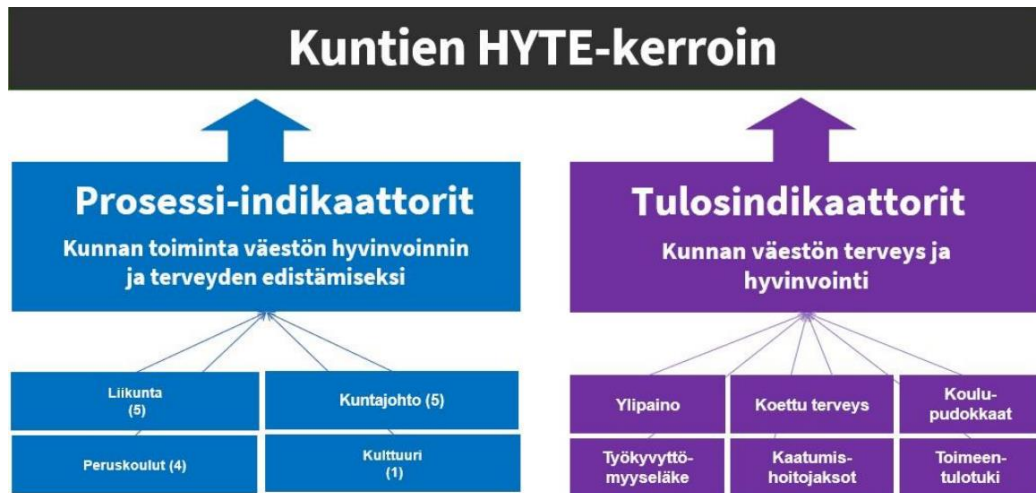 Kuntien HYTE-kerroin
Prosessi-indikaattorit
Kunnan toiminta väestön hyvinvoinnin
ja terveyden edistämiseksi
Liikunta
(5)
Kuntajohto (5)
Peruskoulut (4)
Kulttuuri
(1)
Tulosindikaattorit
Kunnan väestön terveys ja
hyvinvointi
Ylipaino
Koettu terveys
Koulu-
pudokkaat
Työkyvyttö-
myyseläke
Kaatumis-
hoitojaksot
Toimeen-
tulotuki